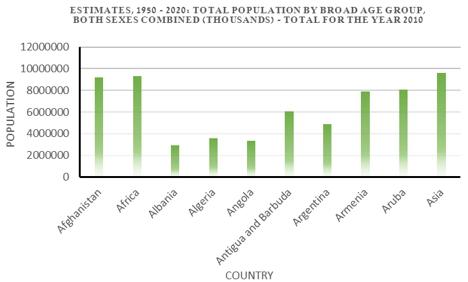 ESTIMATES, 1950 - 2020: TOTAL POPULATION BY BROAD AGE GROUP,
BOTH SEXES COMBINED (THOUSANDS) - TOTAL FOR THE YEAR 2010
12000000
10000000
8000000
6000000
4000000
2000000
0
POPULATION
Afghanistan
Africa
Albania
Algeria
Angola
Antigua and Barbuda
Argentina
Armenia
Aruba
Asia
COUNTRY